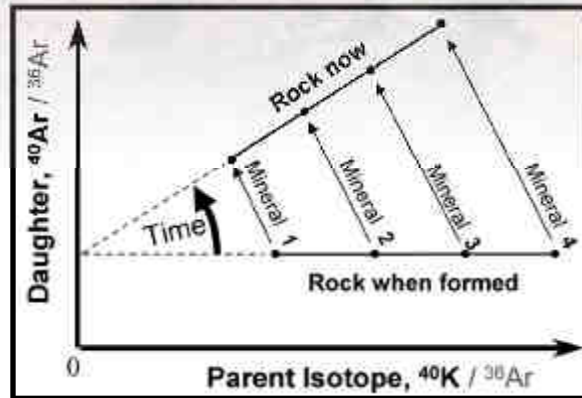 Daughter, ⁴⁰Ar / ³⁶Ar
Rock now
Mineral 1
Mineral 2
Mineral 3
Mineral 4
Time
Rock when formed
0
Parent Isotope, ⁴⁰K / ³⁶Ar